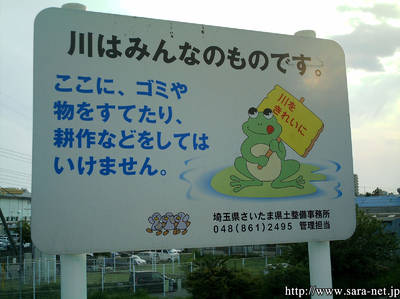 川はみんなのものです。
ここに、ゴミや
物をすてたり、
耕作などをしては
いけません。
川を
きれいに
埼玉県さいたま県土整備事務所
048(861)2495 管理担当
http://www.sara-net.jp/